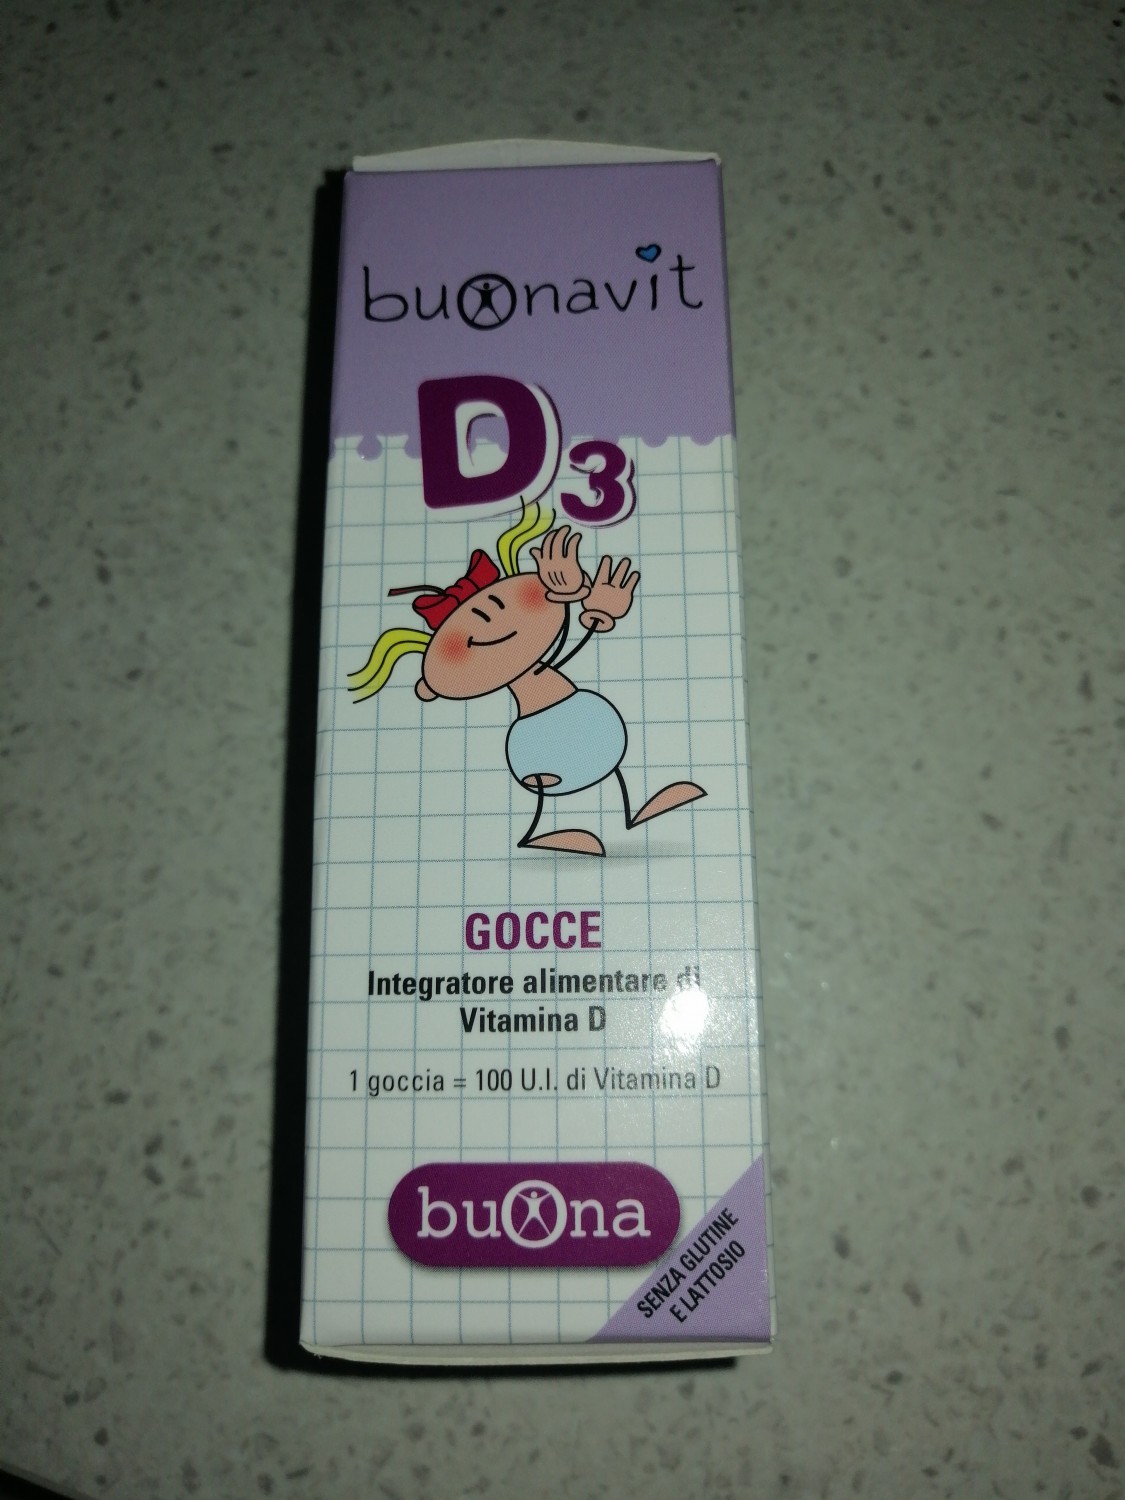 buonavit
D3
GOCCE
Integratore alimentare di
Vitamina D
1 goccia = 100 U.I. di Vitamina D
buona
SENZA GLUTINE
E LATTOSIO